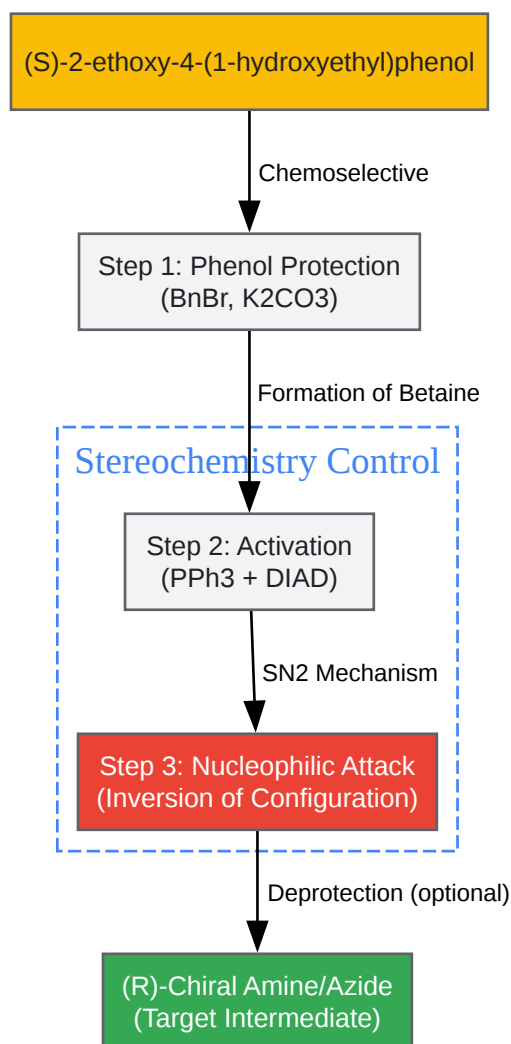 (S)-2-ethoxy-4-(1-hydroxyethyl)phenol
Chemoselective
Step 1: Phenol Protection
(BnBr, K2CO3)
Formation of Betaine
Stereochemistry Control
Step 2: Activation
(PPh3 + DIAD)
SN2 Mechanism
Step 3: Nucleophilic Attack
(Inversion of Configuration)
Deprotection (optional)
(R)-Chiral Amine/Azide
(Target Intermediate)